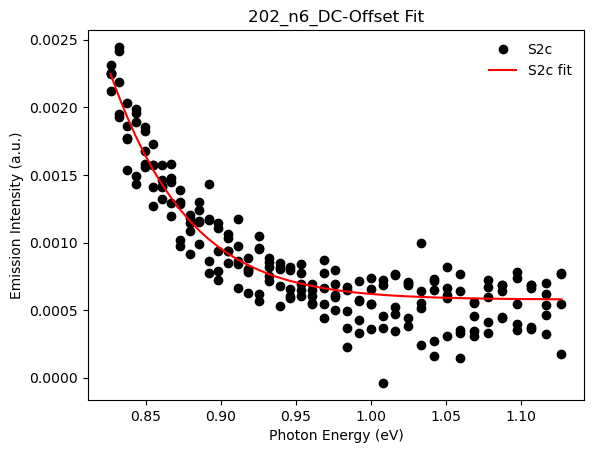 202_n6_DC-Offset Fit
S2c
S2c fit
Emission Intensity (a.u.)
0.0025
0.0020
0.0015
0.0010
0.0005
0.0000
0.85 0.90 0.95 1.00 1.05 1.10
Photon Energy (eV)